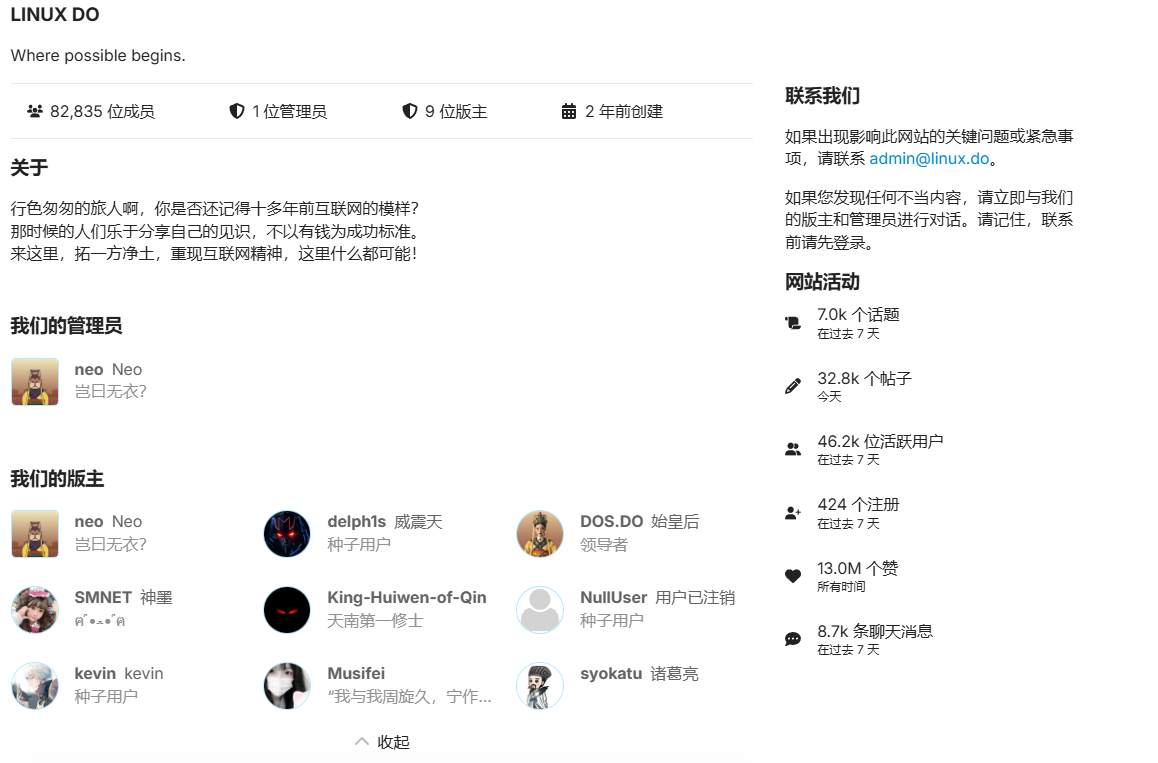 LINUX DO
Where possible begins.
82,835 位成员
1 位管理员
9 位版主
2 年前创建
关于
行色匆匆的旅人啊，你是否还记得十多年前互联网的模样？
那时候的人们乐于分享自己的见识，不以有钱为成功标准。
来这里，拓一方净土，重现互联网精神，这里什么都可能！
我们的管理员
neo Neo
岂曰无衣？
我们的版主
neo Neo
岂曰无衣？
delph1s 威震天
种子用户
DOS.DO 始皇后
领导者
SMNET 神墨
ฅ˝•ﻌ•˝ฅ
King-Huiwen-of-Qin
天南第一修士
NullUser 用户已注销
种子用户
kevin kevin
种子用户
Musifei
“我与我周旋久，宁作...
syokatu 诸葛亮
收起
联系我们
如果出现影响此网站的关键问题或紧急事
项，请联系 admin@linux.do。
如果您发现任何不当内容，请立即与我们
的版主和管理员进行对话。请记住，联系
前请先登录。
网站活动
7.0k 个话题
在过去 7 天
32.8k 个帖子
今天
46.2k 位活跃用户
在过去 7 天
424 个注册
在过去 7 天
13.0M 个赞
所有时间
8.7k 条聊天消息
在过去 7 天